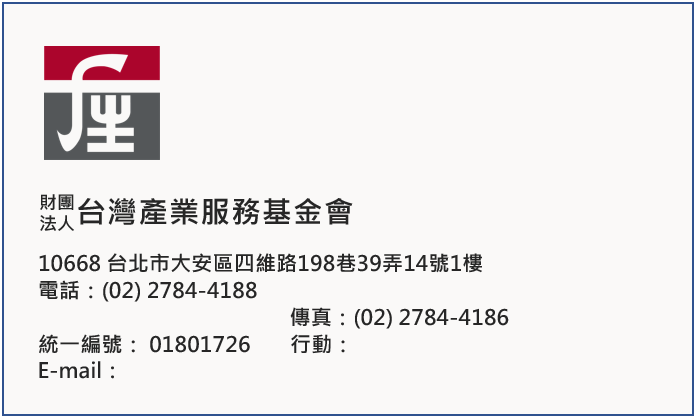 財團
法人台灣產業服務基金會
10668 台北市大安區四維路198巷39弄14號1樓
電話：(02) 2784-4188
傳真：(02) 2784-4186
統一編號： 01801726 行動：
E-mail：